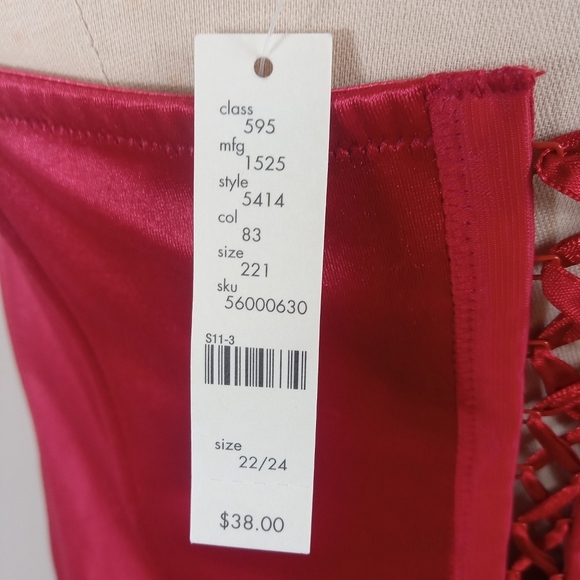 class
595
mfg
1525
style
5414
col
83
size
221
sku
56000630
S11-3
size
22/24
$38.00